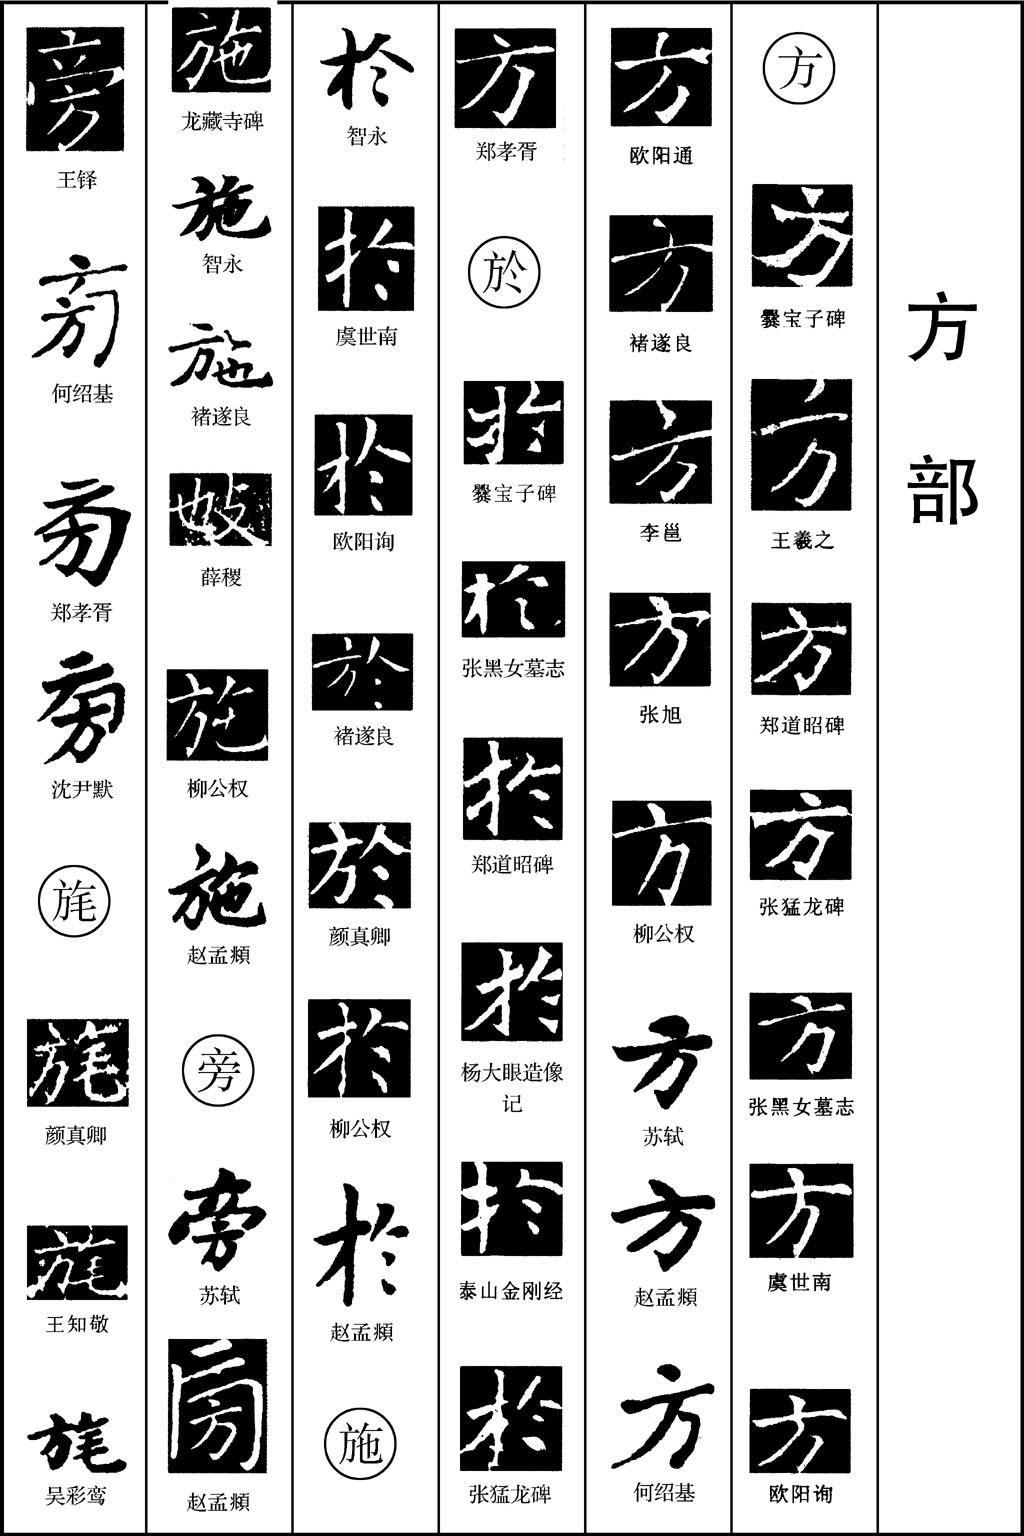 方部
方
爨宝子碑
王羲之
郑道昭碑
张猛龙碑
张黑女墓志
虞世南
欧阳询
欧阳通
褚遂良
李邕
张旭
柳公权
苏轼
赵孟頫
何绍基
郑孝胥
於
爨宝子碑
张黑女墓志
郑道昭碑
杨大眼造像
记
泰山金刚经
张猛龙碑
智永
虞世南
欧阳询
褚遂良
颜真卿
柳公权
赵孟頫
施
龙藏寺碑
智永
褚遂良
薛稷
柳公权
赵孟頫
旁
苏轼
赵孟頫
王铎
何绍基
郑孝胥
沈尹默
旄
颜真卿
王知敬
吴彩鸾